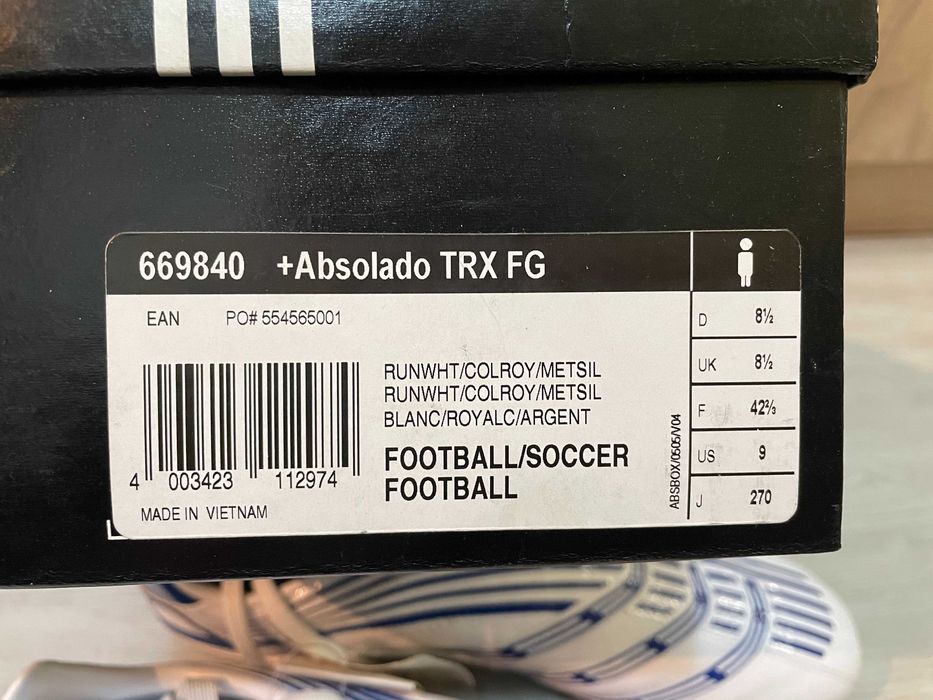 669840 +Absolado TRX FG
EAN PO# 554565001
RUNWHT/COLROY/METSIL
RUNWHT/COLROY/METSIL
BLANC/ROYALC/ARGENT
FOOTBALL/SOCCER
FOOTBALL
4 003423 112974
MADE IN VIETNAM
ABSBOX/0505/V04
D 8½
UK 8½
F 42⅔
US 9
J 270